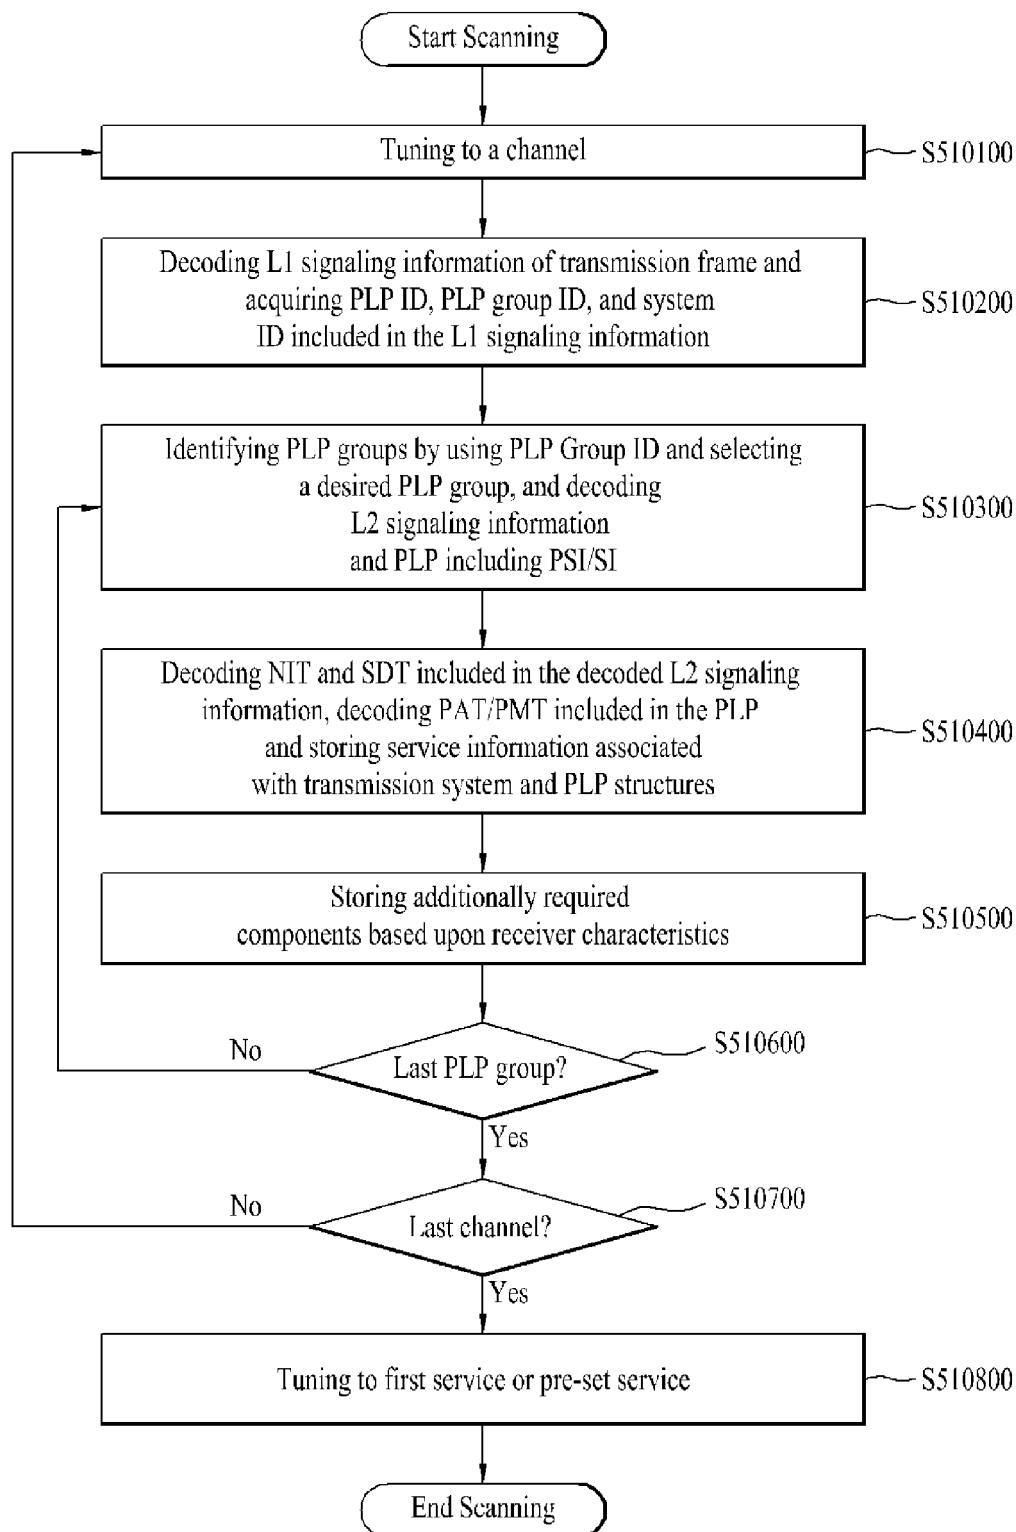 Start Scanning
Tuning to a channel
S510100
Decoding L1 signaling information of transmission frame and
acquiring PLP ID, PLP group ID, and system
ID included in the L1 signaling information
S510200
Identifying PLP groups by using PLP Group ID and selecting
a desired PLP group, and decoding
L2 signaling information
and PLP including PSI/SI
S510300
Decoding NIT and SDT included in the decoded L2 signaling
information, decoding PAT/PMT included in the PLP
and storing service information associated
with transmission system and PLP structures
S510400
Storing additionally required
components based upon receiver characteristics
S510500
Last PLP group?
S510600
No
Yes
Last channel?
S510700
No
Yes
Tuning to first service or pre-set service
S510800
End Scanning